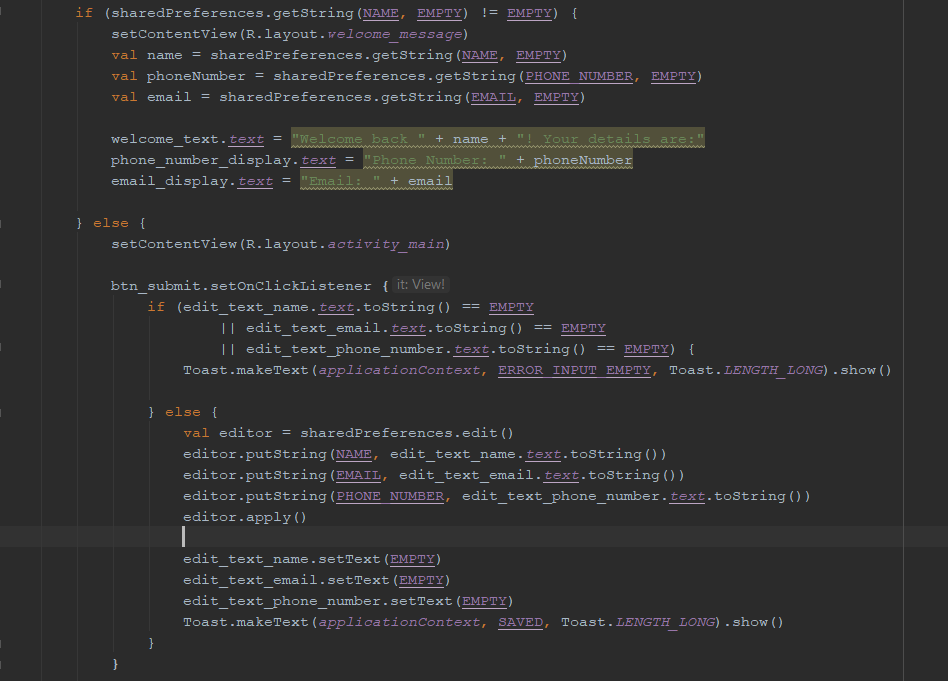 if (sharedPreferences.getString(NAME, EMPTY) != EMPTY) {
setContentView(R.layout.welcome_message)
val name = sharedPreferences.getString(NAME, EMPTY)
val phoneNumber = sharedPreferences.getString(PHONE_NUMBER, EMPTY)
val email = sharedPreferences.getString(EMAIL, EMPTY)
welcome_text.text = "Welcome back " + name + "! Your details are:"
phone_number_display.text = "Phone Number: " + phoneNumber
email_display.text = "Email: " + email
} else {
setContentView(R.layout.activity_main)
btn_submit.setOnClickListener { it: View!
if (edit_text_name.text.toString() == EMPTY
|| edit_text_email.text.toString() == EMPTY
|| edit_text_phone_number.text.toString() == EMPTY) {
Toast.makeText(applicationContext, ERROR_INPUT_EMPTY, Toast.LENGTH_LONG).show()
} else {
val editor = sharedPreferences.edit()
editor.putString(NAME, edit_text_name.text.toString())
editor.putString(EMAIL, edit_text_email.text.toString())
editor.putString(PHONE_NUMBER, edit_text_phone_number.text.toString())
editor.apply()
edit_text_name.setText(EMPTY)
edit_text_email.setText(EMPTY)
edit_text_phone_number.setText(EMPTY)
Toast.makeText(applicationContext, SAVED, Toast.LENGTH_LONG).show()
}
}